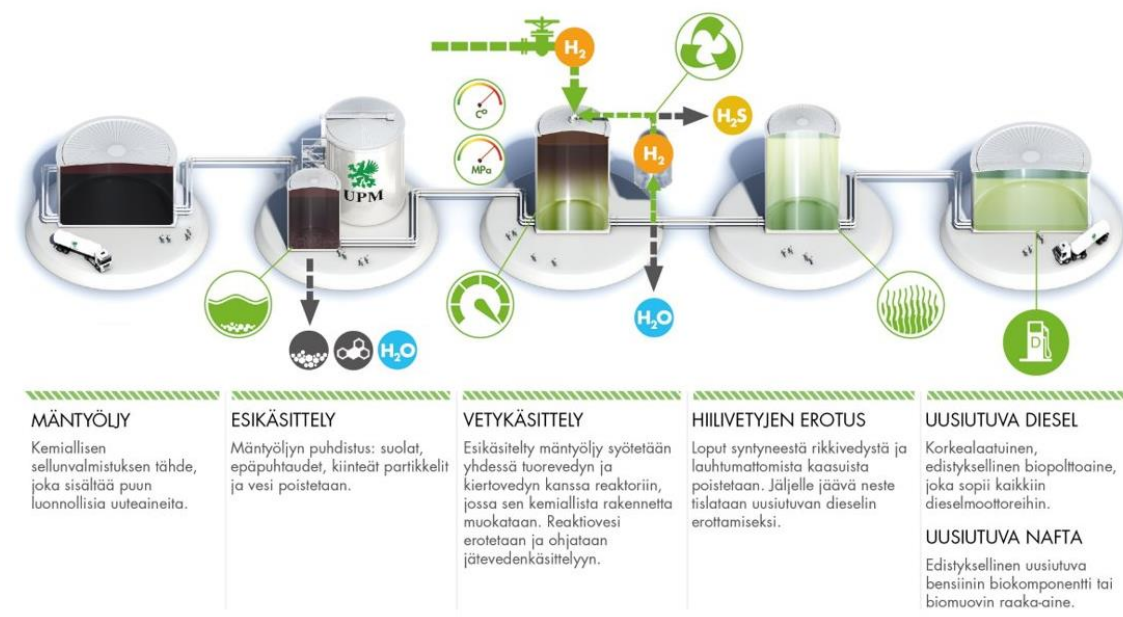 H₂
C°
MPa
UPM
H₂S
H₂
H₂O
H₂O
D
MÄNTYÖLJY
Kemiallisen
sellunvalmistuksen tähde,
joka sisältää puun
luonnollisia uuteaineita.
ESIKÄSITTELY
Mäntyöljyn puhdistus: suolat,
epäpuhtaudet, kiinteät partikkelit
ja vesi poistetaan.
VETYKÄSITTELY
Esikäsitelty mäntyöljy syötetään
yhdessä tuorevedyn ja
kiertovedyn kanssa reaktoriin,
jossa sen kemiallista rakennetta
muokataan. Reaktiovesi
erotetaan ja ohjataan
jätevedenkäsittelyyn.
HIILIVETYJEN EROTUS
Loput syntyneestä rikkivedystä ja
lauhtumattomista kaasuista
poistetaan. Jäljelle jäävä neste
tislataan uusiutuvan dieselin
erottamiseksi.
UUSIUTUVA DIESEL
Korkealaatuinen,
edistyksellinen biopolttoaine,
joka sopii kaikkiin
dieselmoottoreihin.
UUSIUTUVA NAFTA
Edistyksellinen uusiutuva
bensiinin biokomponentti tai
biomuovin raaka-aine.